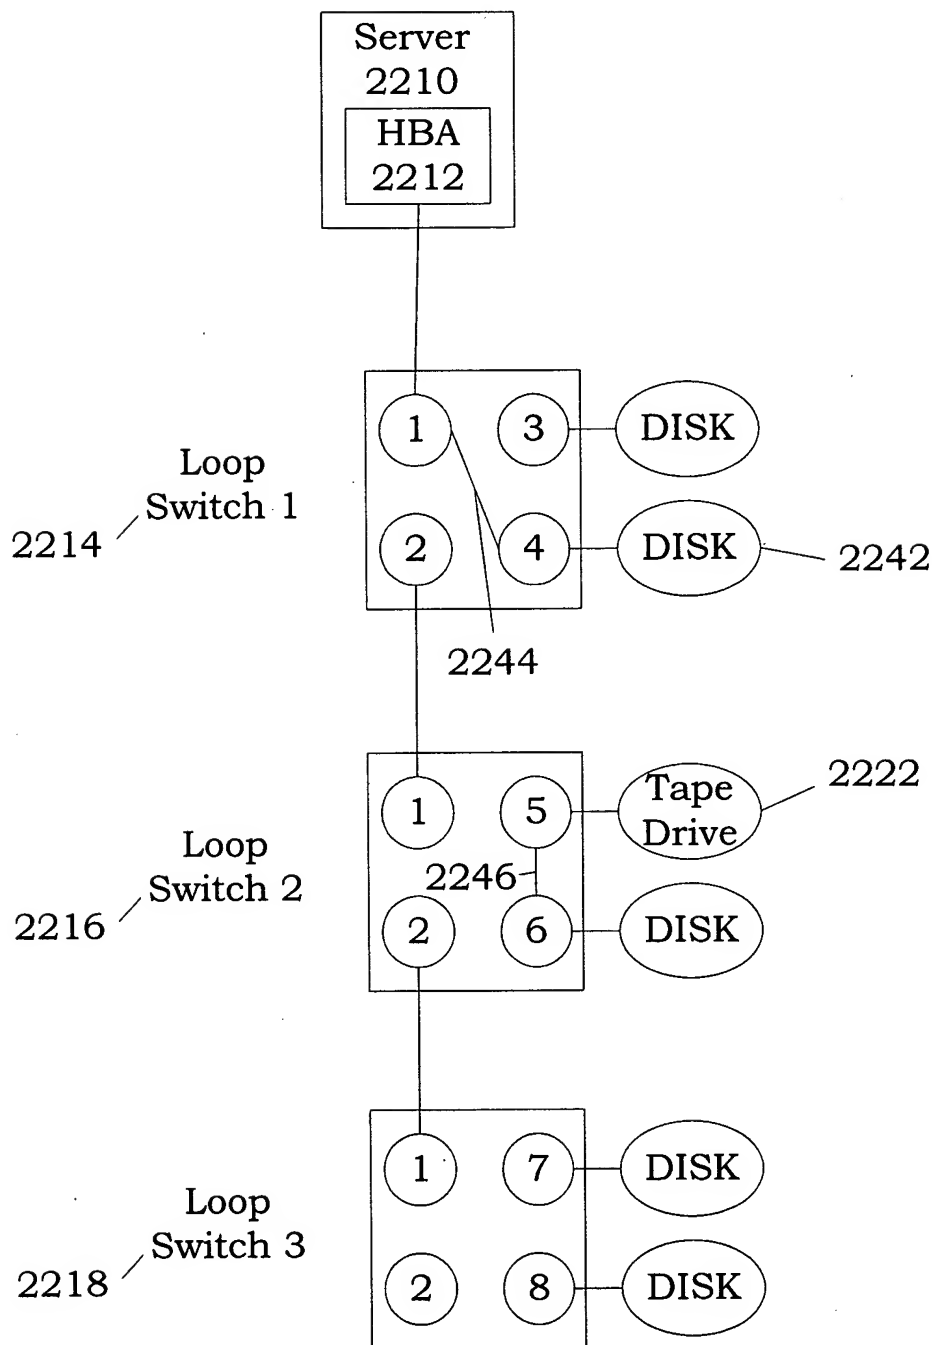 Server
2210
HBA
2212
1
3
DISK
Loop
Switch 1
2214
2
4
DISK
2242
2244
1
5
Tape
Drive
2222
Loop
Switch 2
2246
2216
2
6
DISK
1
7
DISK
Loop
Switch 3
2218
2
8
DISK